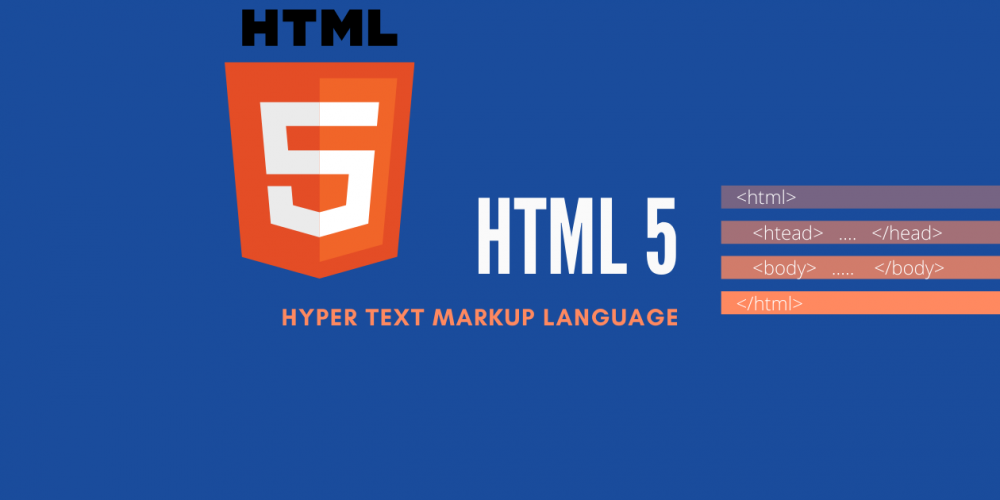 HTML
5
HTML 5
HYPER TEXT MARKUP LANGUAGE
<html>
<htead> .... </head>
<body> ..... </body>
</html>